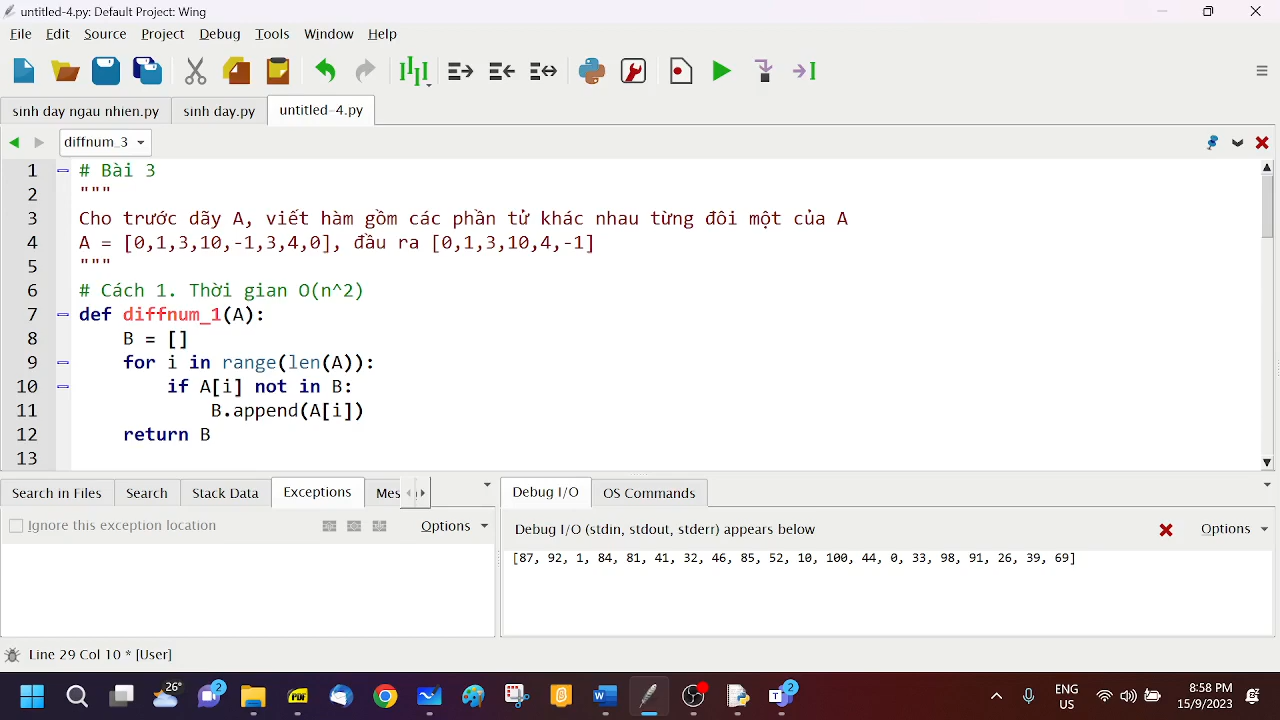 untitled-4.py: Default Project: Wing
File Edit Source Project Debug Tools Window Help
sinh day ngau nhien.py sinh day.py untitled-4.py
diffnum_3
1 # Bài 3
2 """
3 Cho trước dãy A, viết hàm gồm các phần tử khác nhau từng đôi một của A
4 A = [0,1,3,10,-1,3,4,0], đầu ra [0,1,3,10,4,-1]
5 """
6 # Cách 1. Thời gian O(n^2)
7 def diffnum_1(A):
8 B = []
9 for i in range(len(A)):
10 if A[i] not in B:
11 B.append(A[i])
12 return B
13
Search in Files Search Stack Data Exceptions Mes
Debug I/O OS Commands
Ignore this exception location Options
Debug I/O (stdin, stdout, stderr) appears below Options
[87, 92, 1, 84, 81, 41, 32, 46, 85, 52, 10, 100, 44, 0, 33, 98, 91, 26, 39, 69]
Line 29 Col 10 * [User]
26° 2 PDF 2
ENG
US
8:58 PM
15/9/2023